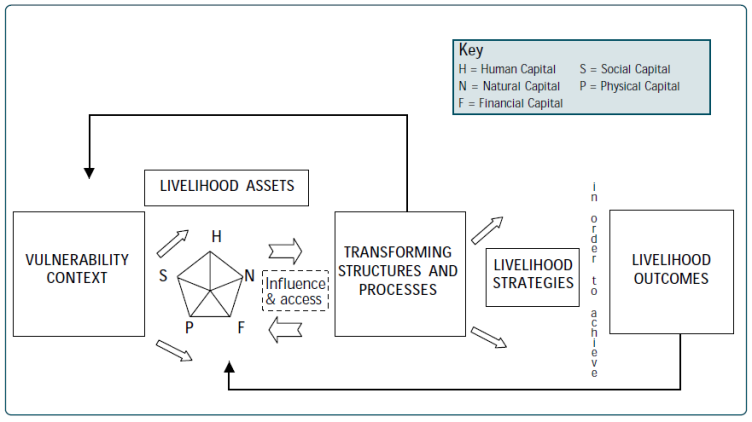 Key
H = Human Capital S = Social Capital
N = Natural Capital P = Physical Capital
F = Financial Capital
LIVELIHOOD ASSETS
VULNERABILITY
CONTEXT
H
S
N
P
F
Influence
& access
TRANSFORMING
STRUCTURES AND
PROCESSES
LIVELIHOOD
STRATEGIES
in order to achieve
LIVELIHOOD
OUTCOMES